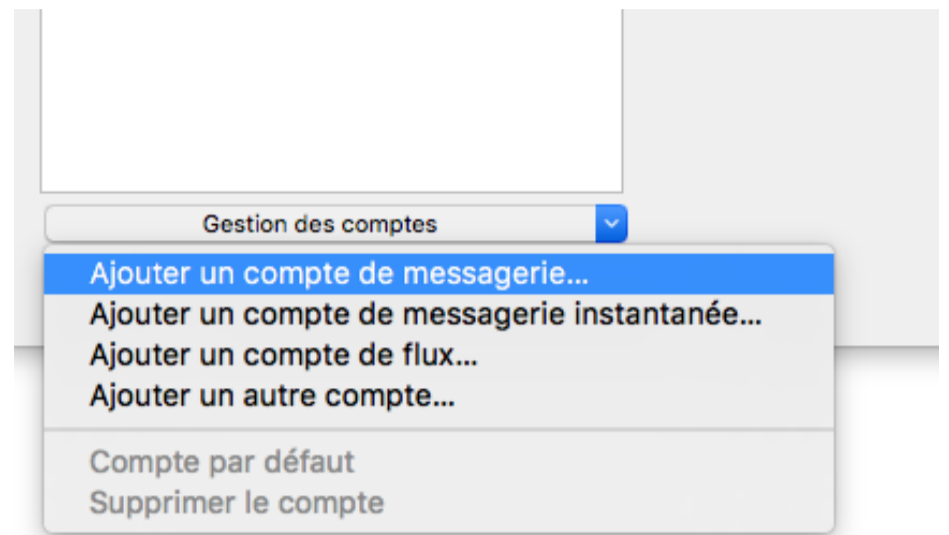 Gestion des comptes
Ajouter un compte de messagerie...
Ajouter un compte de messagerie instantanée...
Ajouter un compte de flux...
Ajouter un autre compte...
Compte par défaut
Supprimer le compte